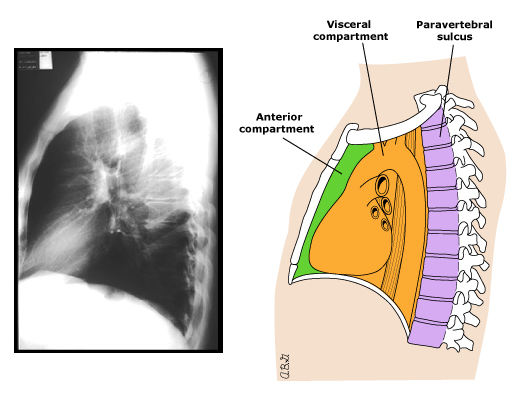 Visceral
compartment
Paravertebral
sulcus
Anterior
compartment